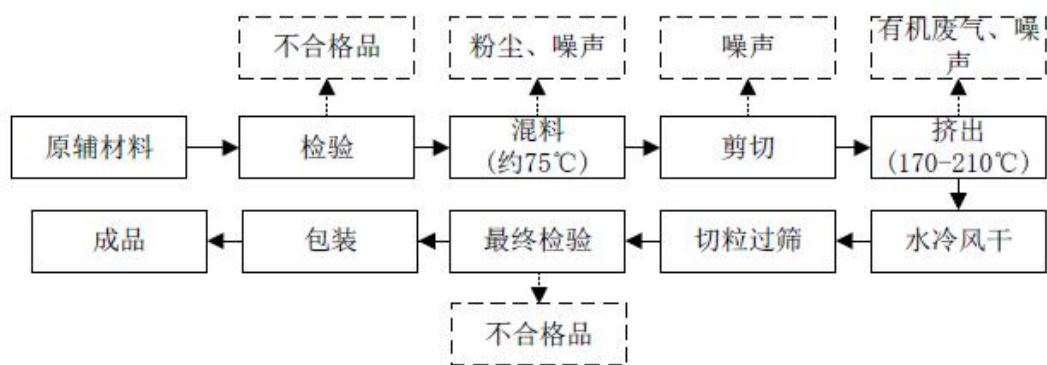 不合格品
粉尘、噪声
噪声
有机废气、噪
声
原辅材料
检验
混料
(约75℃)
剪切
挤出
(170-210℃)
成品
包装
最终检验
切粒过筛
水冷风干
不合格品